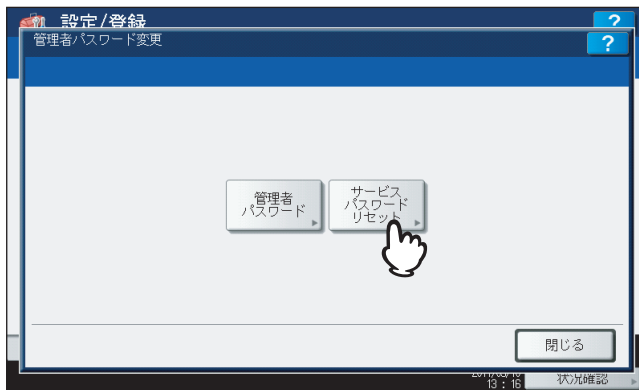 設定/登録
?
管理者パスワード変更
?
管理者
パスワード
サービス
パスワード
リセット
閉じる
13 : 16
状況確認